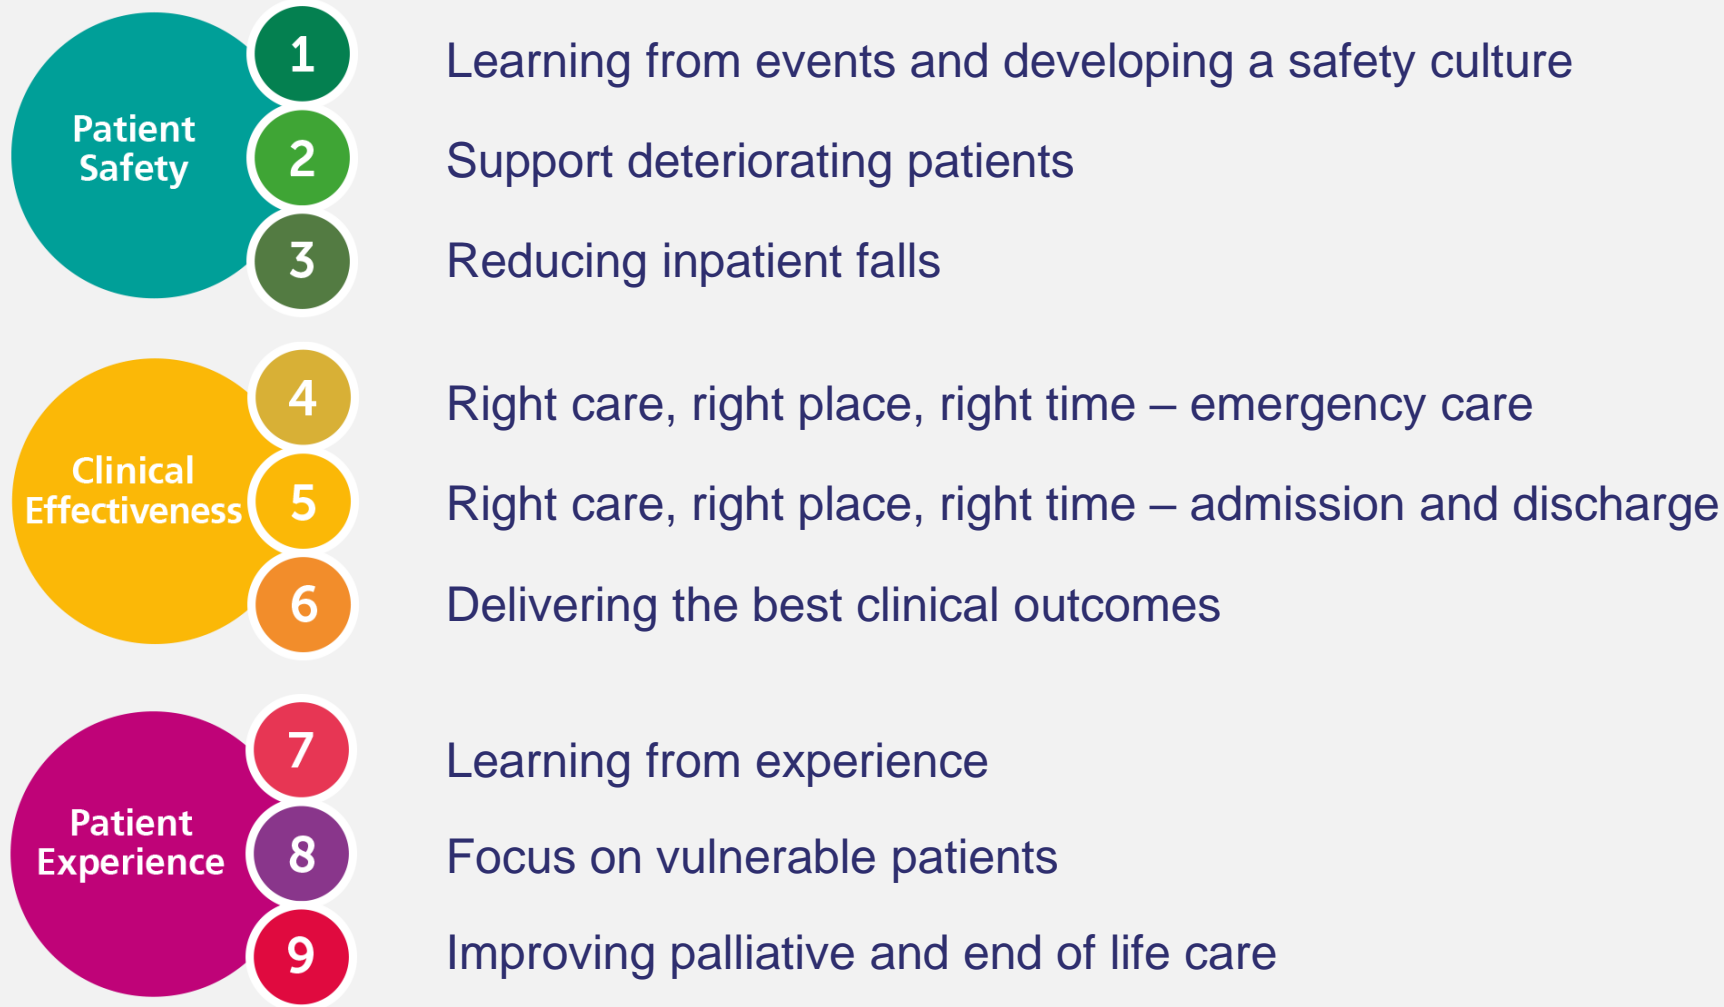 Patient
Safety
1
Learning from events and developing a safety culture
2
Support deteriorating patients
3
Reducing inpatient falls
Clinical
Effectiveness
4
Right care, right place, right time – emergency care
5
Right care, right place, right time – admission and discharge
6
Delivering the best clinical outcomes
Patient
Experience
7
Learning from experience
8
Focus on vulnerable patients
9
Improving palliative and end of life care